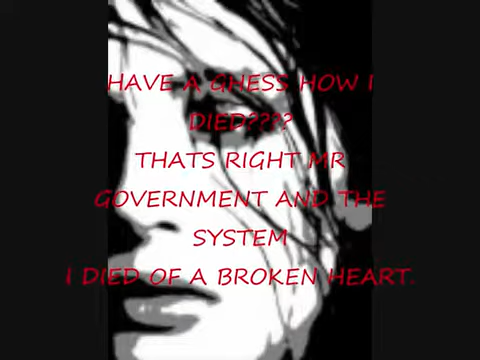 HAVE A GHESS HOW I
DIED????
THATS RIGHT MR
GOVERNMENT AND THE
SYSTEM
I DIED OF A BROKEN HEART.